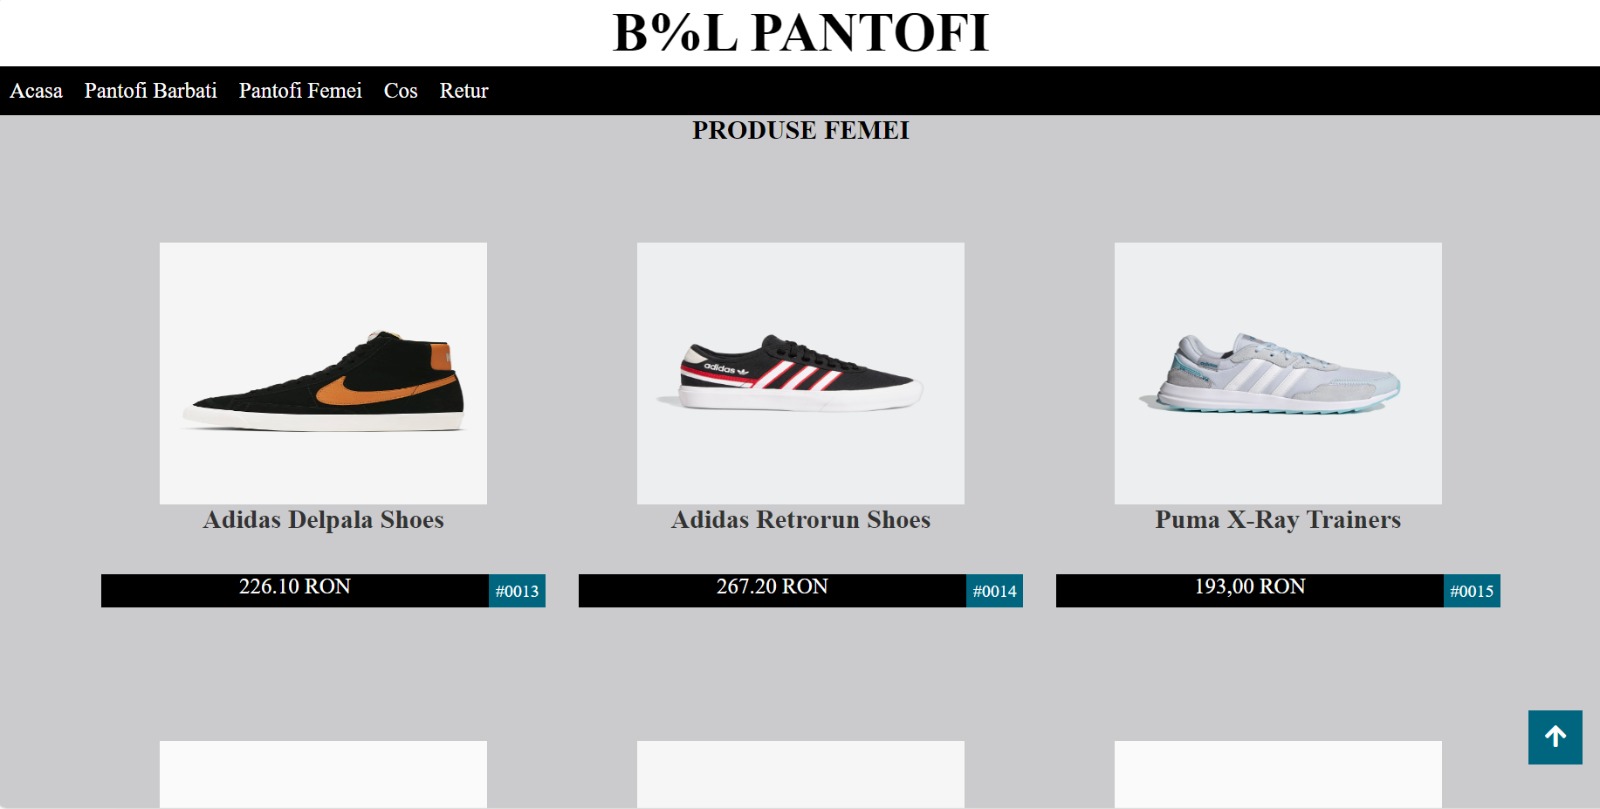 B%L PANTOFI
Acasa Pantofi Barbati Pantofi Femei Cos Retur
PRODUSE FEMEI
adidas
Adidas Delpala Shoes
Adidas Retrorun Shoes
Puma X-Ray Trainers
226.10 RON #0013
267.20 RON #0014
193,00 RON #0015